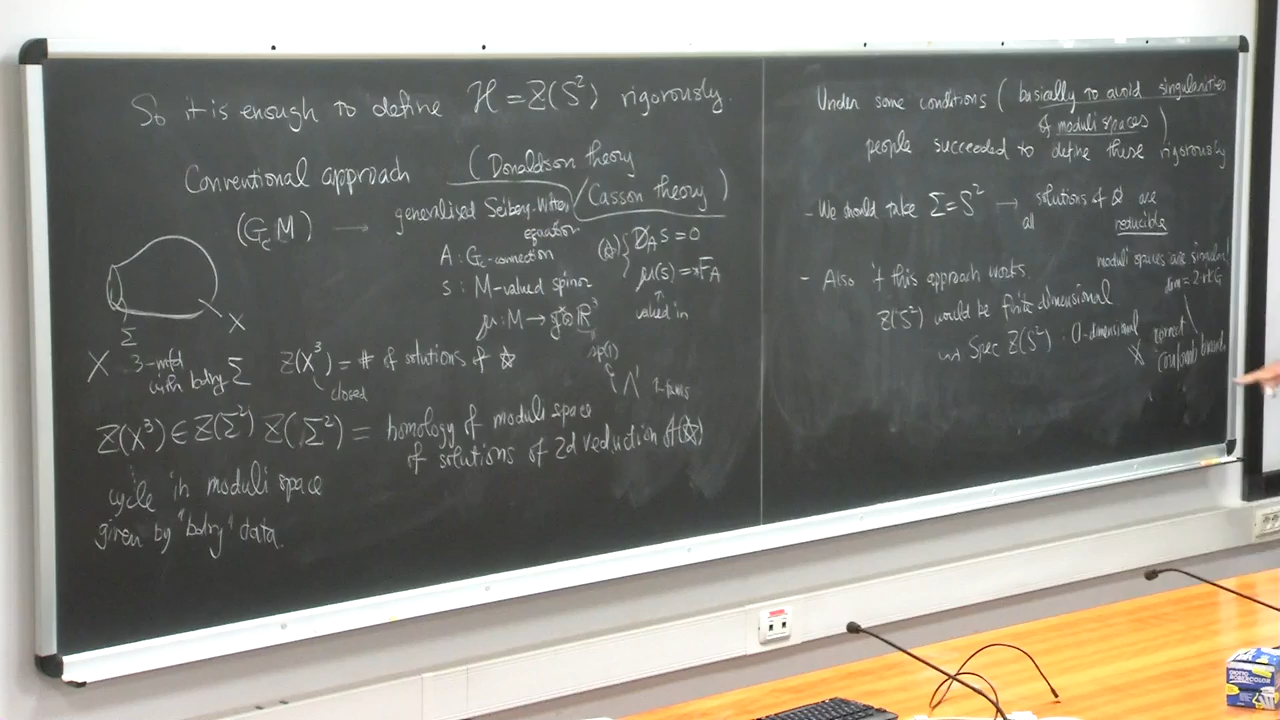 So it is enough to define ℋ = Z(S²) rigorously.
Conventional approach (Donaldson theory
/ Casson theory)
(G_c M) → generalised Seiberg-Witten
equation
A : G_c-connection
s : M-valued spinor
μ : M → g*⊗ℝ³
(☆) { D̸_A s = 0
μ(s) = *F_A
valued in
sp(1)
Λ¹ 1-forms
Σ
X
X 3-mfd
with bdry Σ
Z(X³) = # of solutions of ☆
closed
Z(X³) ∈ Z(Σ²) Z(Σ²) = homology of moduli space
of solutions of 2d reduction of (☆)
cycle in moduli space
given by "bdry" data.
Under some conditions ( basically to avoid singularities
of moduli spaces )
people succeeded to define these rigorously
- We should take Σ = S² → solutions of ☆ are
all reducible
moduli spaces are singular!
- Also if this approach works
Z(S²) would be finite-dimensional
Spec Z(S²) : 0-dimensional
dim = 2 rk G
correct
Coulomb branch
GIOTTO
ROBERCOLOR